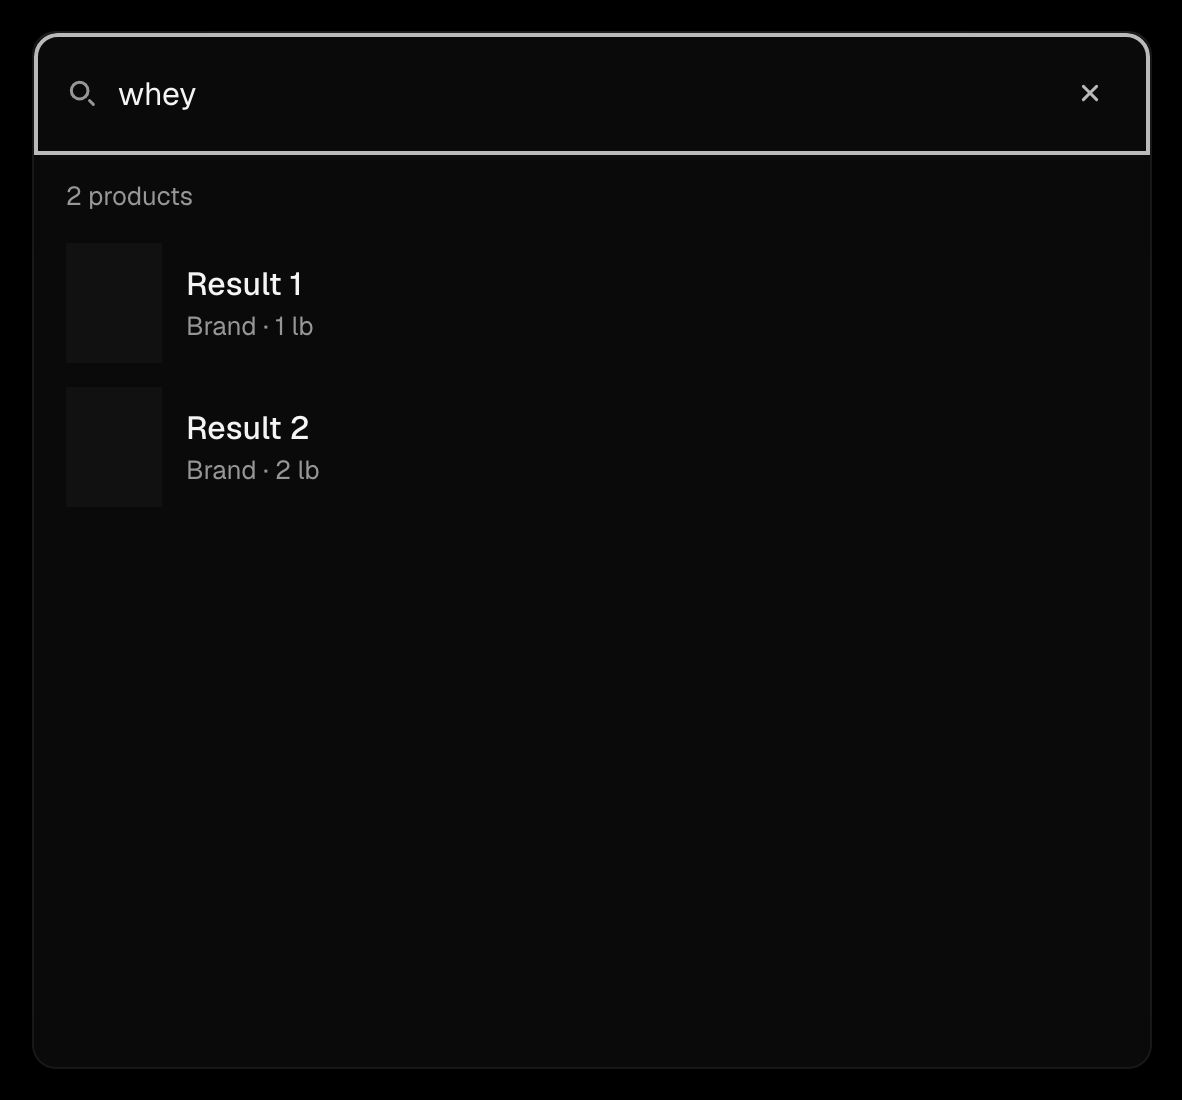 whey
2 products
Result 1
Brand · 1 lb
Result 2
Brand · 2 lb